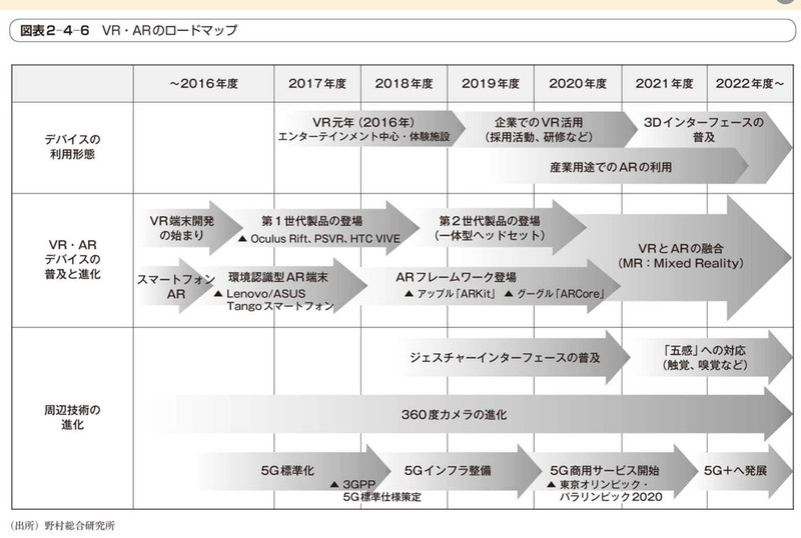 図表2-4-6 VR・ARのロードマップ
～2016年度
2017年度
2018年度
2019年度
2020年度
2021年度
2022年度～
デバイスの
利用形態
VR元年（2016年）
エンターテインメント中心・体験施設
企業でのVR活用
（採用活動、研修など）
3Dインターフェースの
普及
産業用途でのARの利用
VR・AR
デバイスの
普及と進化
VR端末開発
の始まり
第1世代製品の登場
▲ Oculus Rift、PSVR、HTC VIVE
第2世代製品の登場
（一体型ヘッドセット）
VRとARの融合
（MR：Mixed Reality）
スマートフォン
AR
環境認識型AR端末
▲ Lenovo/ASUS
Tangoスマートフォン
ARフレームワーク登場
▲ アップル「ARKit」 ▲ グーグル「ARCore」
周辺技術の
進化
ジェスチャーインターフェースの普及
「五感」への対応
（触覚、嗅覚など）
360度カメラの進化
5G標準化
▲ 3GPP
5G標準仕様策定
5Gインフラ整備
5G商用サービス開始
▲ 東京オリンピック・
パラリンピック2020
5G＋へ発展
（出所）野村総合研究所